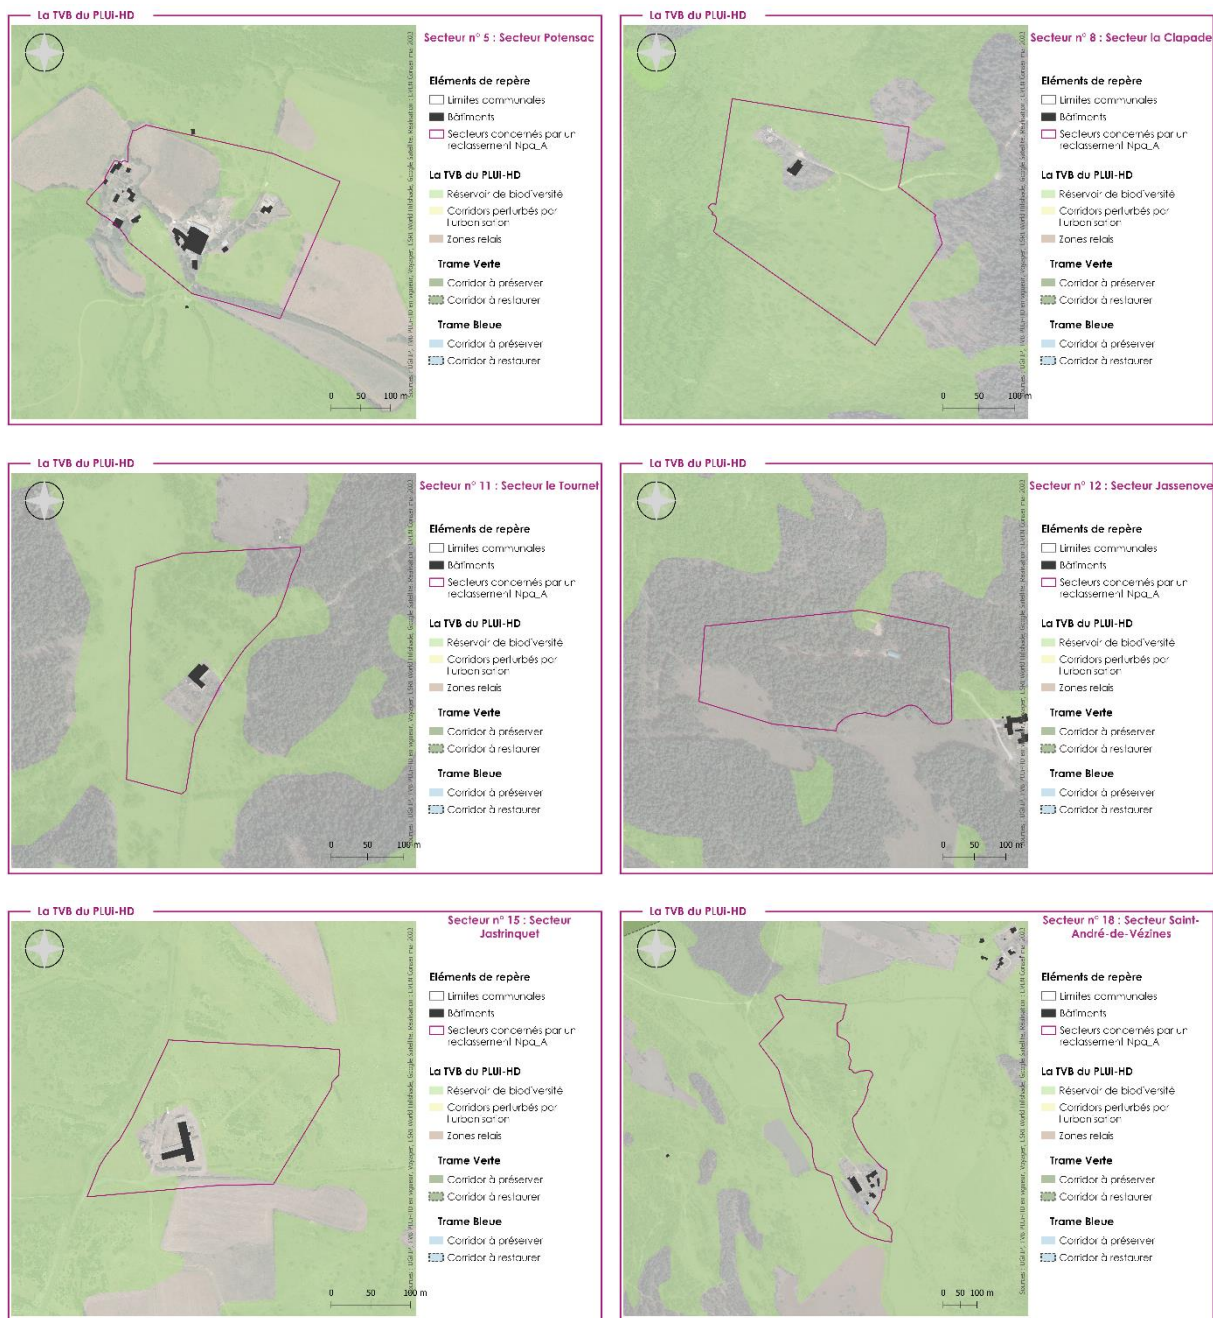 La TVB du PLUi-HD
Secteur n° 5 : Secteur Potensac
Eléments de repère
Limites communales
Bâtiments
Secteurs concernés par un
reclassement Npa_A
La TVB du PLUi-HD
Réservoir de biodiversité
Corridors perturbés par
l'urbanisation
Zones relais
Trame Verte
Corridor à préserver
Corridor à restaurer
Trame Bleue
Corridor à préserver
Corridor à restaurer
0 50 100 m
La TVB du PLUi-HD
Secteur n° 8 : Secteur la Clapade
Eléments de repère
Limites communales
Bâtiments
Secteurs concernés par un
reclassement Npa_A
La TVB du PLUi-HD
Réservoir de biodiversité
Corridors perturbés par
l'urbanisation
Zones relais
Trame Verte
Corridor à préserver
Corridor à restaurer
Trame Bleue
Corridor à préserver
Corridor à restaurer
0 50 100 m
La TVB du PLUi-HD
Secteur n° 11 : Secteur le Tournet
Eléments de repère
Limites communales
Bâtiments
Secteurs concernés par un
reclassement Npa_A
La TVB du PLUi-HD
Réservoir de biodiversité
Corridors perturbés par
l'urbanisation
Zones relais
Trame Verte
Corridor à préserver
Corridor à restaurer
Trame Bleue
Corridor à préserver
Corridor à restaurer
0 50 100 m
La TVB du PLUi-HD
Secteur n° 12 : Secteur Jassenove
Eléments de repère
Limites communales
Bâtiments
Secteurs concernés par un
reclassement Npa_A
La TVB du PLUi-HD
Réservoir de biodiversité
Corridors perturbés par
l'urbanisation
Zones relais
Trame Verte
Corridor à préserver
Corridor à restaurer
Trame Bleue
Corridor à préserver
Corridor à restaurer
0 50 100 m
La TVB du PLUi-HD
Secteur n° 15 : Secteur
Jastrinquet
Eléments de repère
Limites communales
Bâtiments
Secteurs concernés par un
reclassement Npa_A
La TVB du PLUi-HD
Réservoir de biodiversité
Corridors perturbés par
l'urbanisation
Zones relais
Trame Verte
Corridor à préserver
Corridor à restaurer
Trame Bleue
Corridor à préserver
Corridor à restaurer
0 50 100 m
La TVB du PLUi-HD
Secteur n° 18 : Secteur Saint-
André-de-Vézines
Eléments de repère
Limites communales
Bâtiments
Secteurs concernés par un
reclassement Npa_A
La TVB du PLUi-HD
Réservoir de biodiversité
Corridors perturbés par
l'urbanisation
Zones relais
Trame Verte
Corridor à préserver
Corridor à restaurer
Trame Bleue
Corridor à préserver
Corridor à restaurer
0 50 100 m